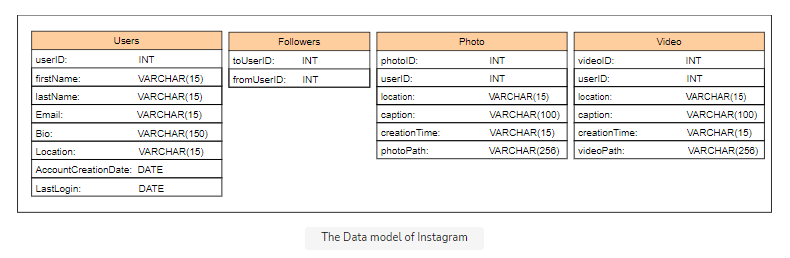 Users
userID: INT
firstName: VARCHAR(15)
lastName: VARCHAR(15)
Email: VARCHAR(15)
Bio: VARCHAR(150)
Location: VARCHAR(15)
AccountCreationDate: DATE
LastLogin: DATE
Followers
toUserID: INT
fromUserID: INT
Photo
photoID: INT
userID: INT
location: VARCHAR(15)
caption: VARCHAR(100)
creationTime: VARCHAR(15)
photoPath: VARCHAR(256)
Video
videoID: INT
userID: INT
location: VARCHAR(15)
caption: VARCHAR(100)
creationTime: VARCHAR(15)
videoPath: VARCHAR(256)
The Data model of Instagram